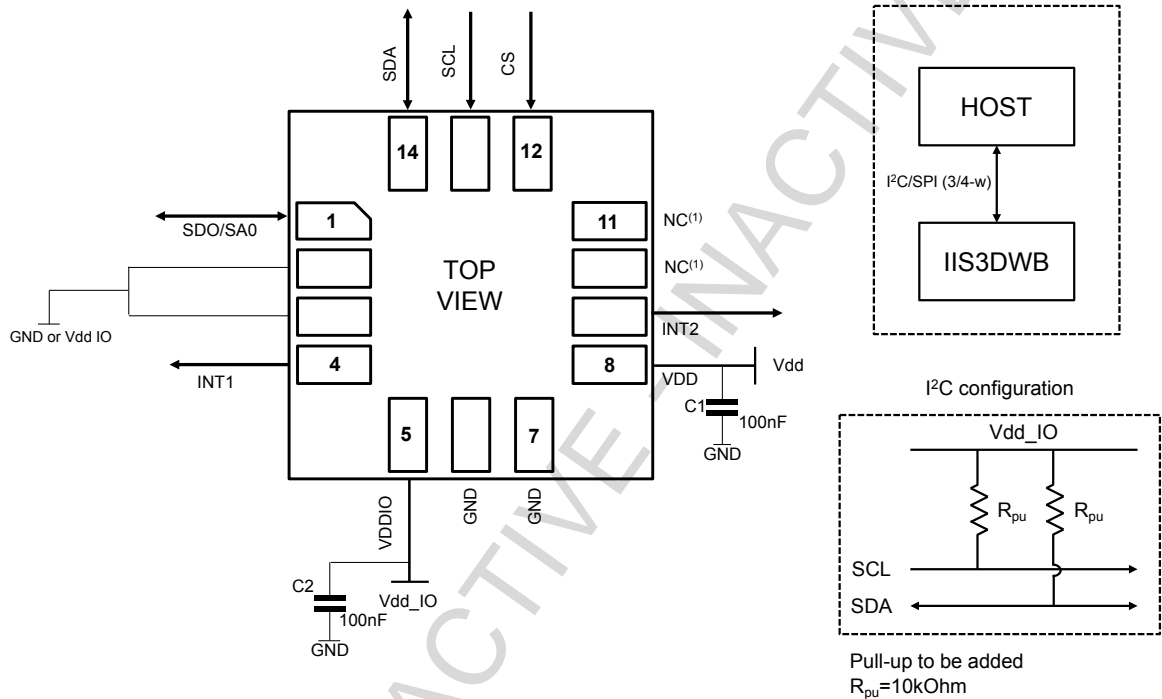 SDA
SCL
CS
14
12
1
11
NC(1)
SDO/SA0
NC(1)
TOP
VIEW
GND or Vdd IO
INT2
4
INT1
8
VDD
Vdd
C1
100nF
GND
5
7
VDDIO
GND
GND
C2
100nF
Vdd_IO
GND
HOST
I²C/SPI (3/4-w)
IIS3DWB
I²C configuration
Vdd_IO
Rpu
Rpu
SCL
SDA
Pull-up to be added
Rpu=10kOhm
INACTIVE - INACTIVE